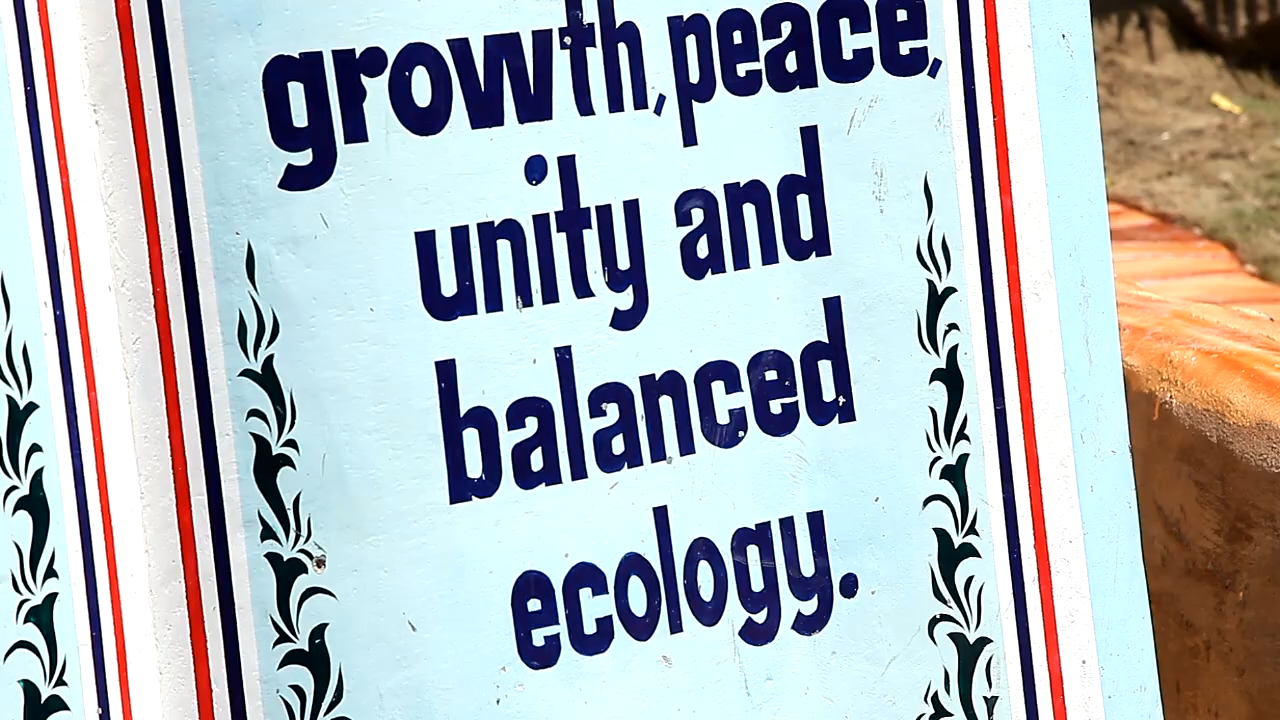 growth, peace,
unity and
balanced
ecology.